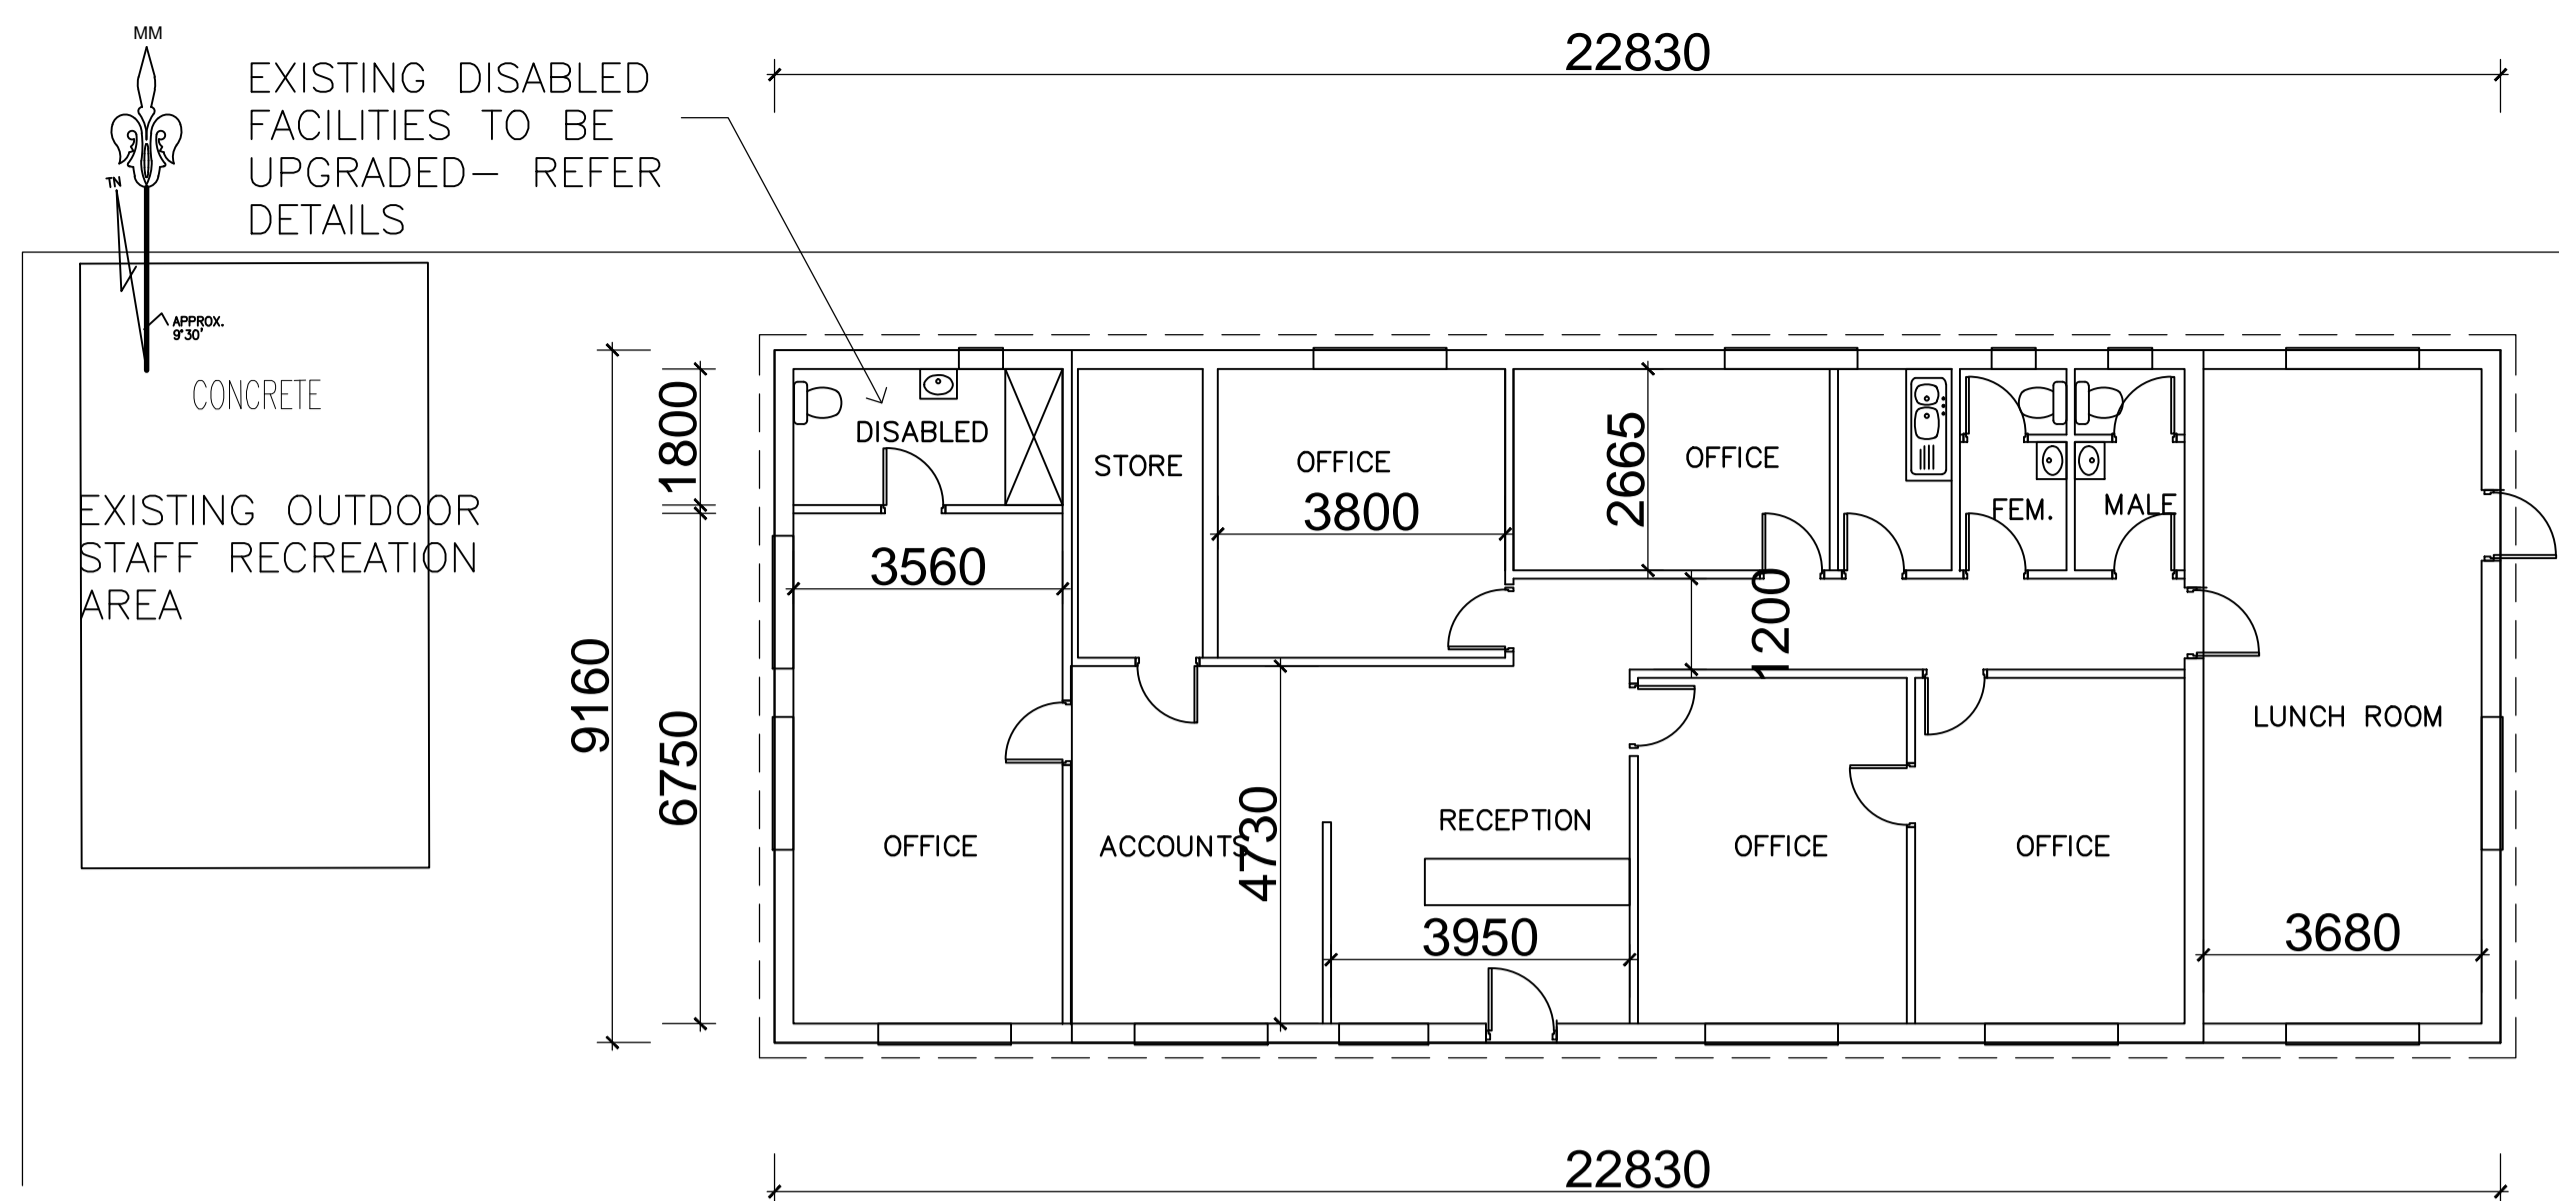 MM
22830
EXISTING DISABLED
FACILITIES TO BE
UPGRADED– REFER
DETAILS
TN
APPROX.
9°30'
CONCRETE
EXISTING OUTDOOR
STAFF RECREATION
AREA
9160
1800
6750
DISABLED
3560
OFFICE
STORE
OFFICE
3800
2665
OFFICE
FEM.
MALE
1200
LUNCH ROOM
ACCOUNTS
4730
RECEPTION
3950
OFFICE
OFFICE
3680
22830